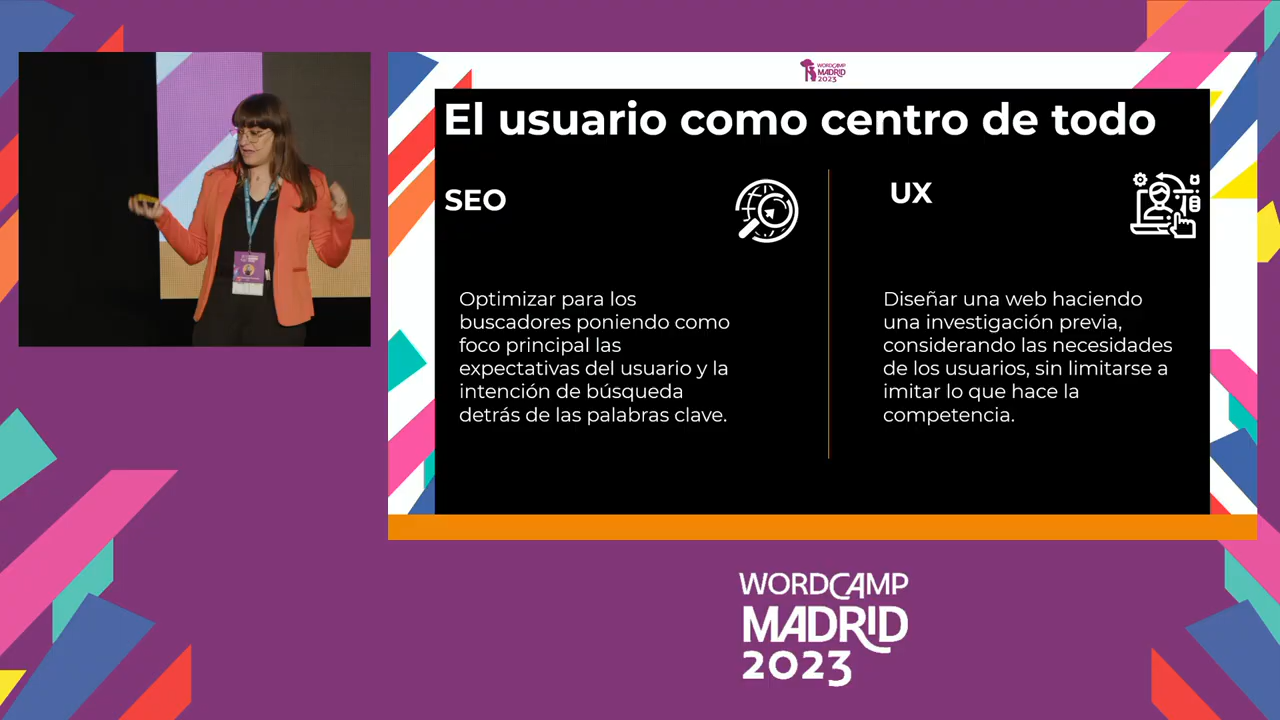 WORDCAMP
MADRID
2023
El usuario como centro de todo
SEO
Optimizar para los
buscadores poniendo como
foco principal las
expectativas del usuario y la
intención de búsqueda
detrás de las palabras clave.
UX
Diseñar una web haciendo
una investigación previa,
considerando las necesidades
de los usuarios, sin limitarse a
imitar lo que hace la
competencia.
WORDCAMP
MADRID
2023